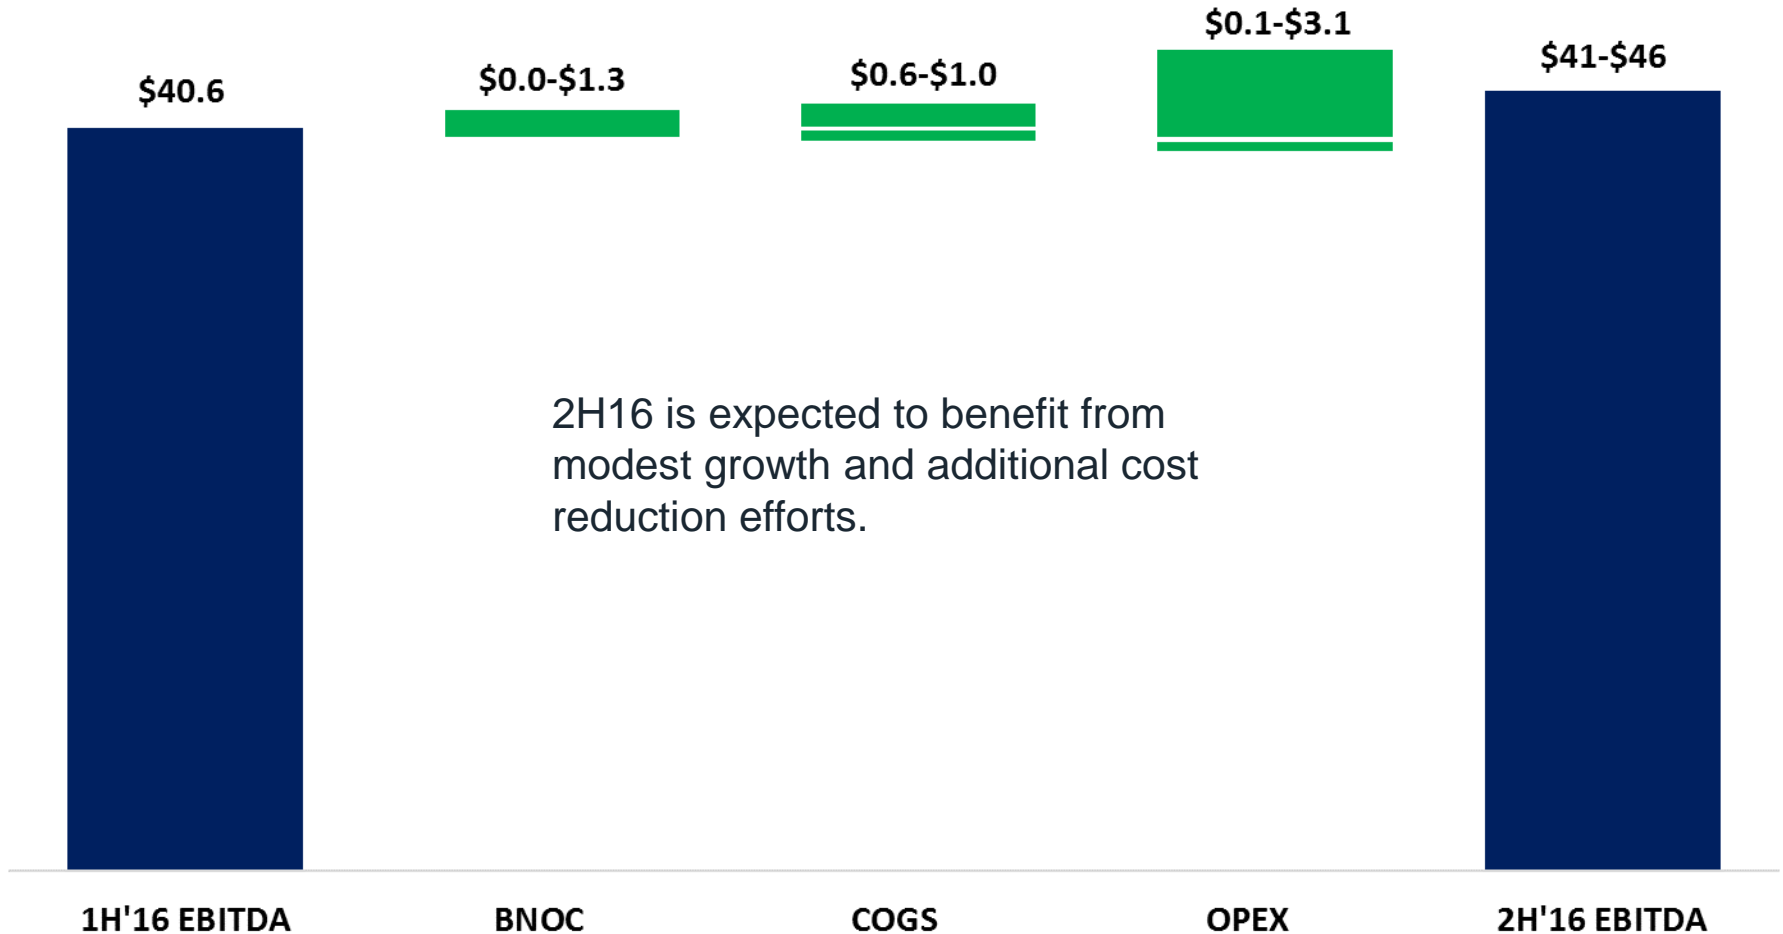 $40.6
$0.0-$1.3
$0.6-$1.0
$0.1-$3.1
$41-$46
2H16 is expected to benefit from
modest growth and additional cost
reduction efforts.
1H'16 EBITDA
BNOC
COGS
OPEX
2H'16 EBITDA